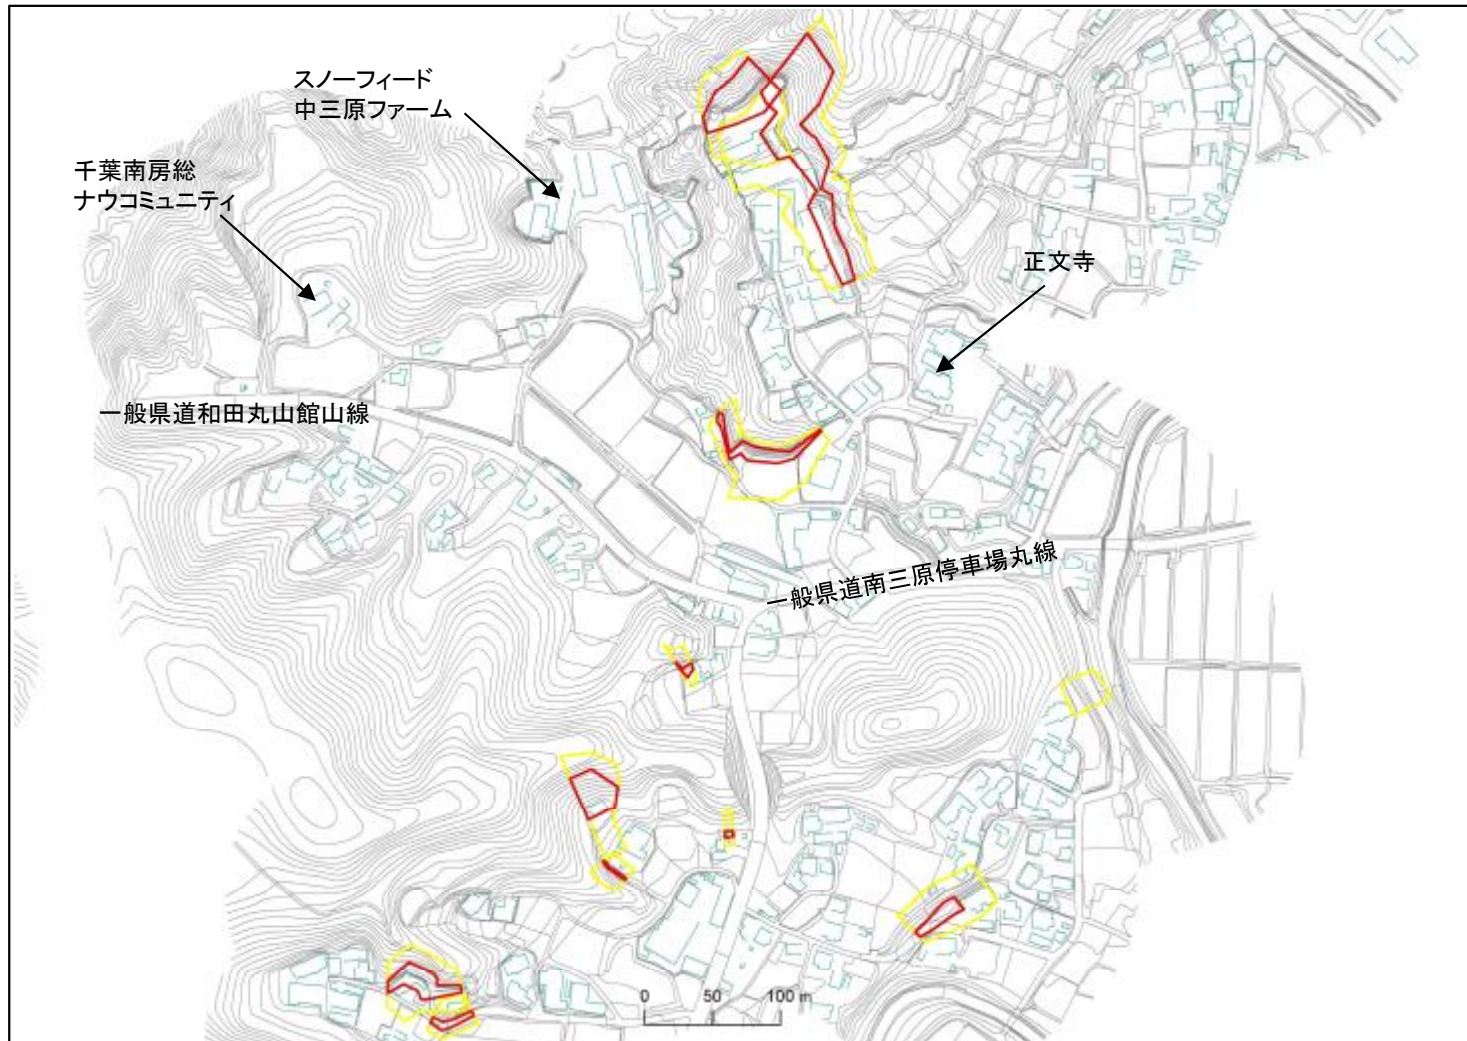 スノーフィード
中三原ファーム
千葉南房総
ナウコミュニティ
正文寺
一般県道和田丸山館山線
一般県道南三原停車場丸線
0 50 100 m